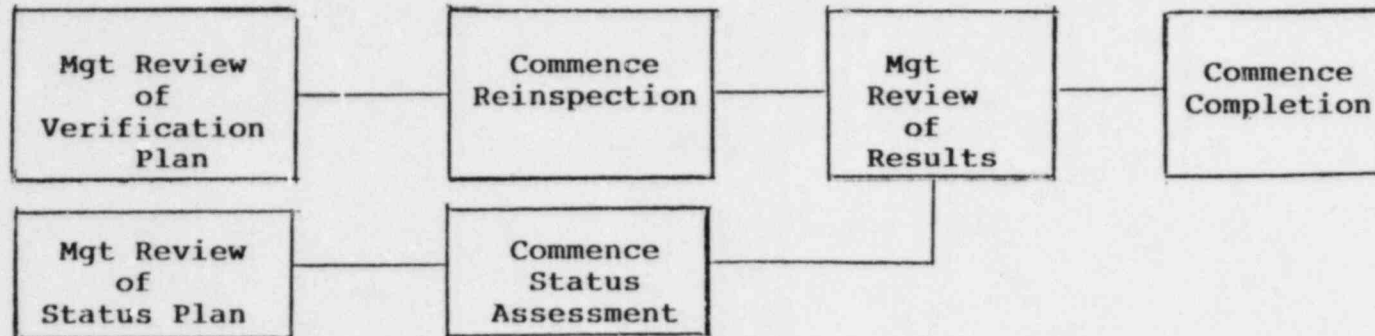 Mgt Review
of
Verification
Plan
Commence
Reinspection
Mgt
Review
of
Results
Commence
Completion
Mgt Review
of
Status Plan
Commence
Status
Assessment